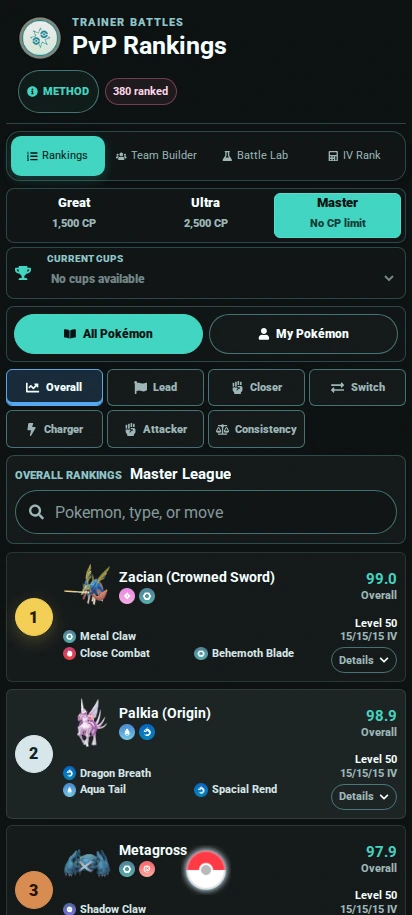 TRAINER BATTLES
PvP Rankings
METHOD
380 ranked
Rankings
Team Builder
Battle Lab
IV Rank
Great
1,500 CP
Ultra
2,500 CP
Master
No CP limit
CURRENT CUPS
No cups available
All Pokémon
My Pokémon
Overall
Lead
Closer
Switch
Charger
Attacker
Consistency
OVERALL RANKINGS Master League
Pokemon, type, or move
1
Zacian (Crowned Sword)
99.0
Overall
Metal Claw
Close Combat
Behemoth Blade
Level 50
15/15/15 IV
Details
2
Palkia (Origin)
98.9
Overall
Dragon Breath
Aqua Tail
Spacial Rend
Level 50
15/15/15 IV
Details
3
Metagross
97.9
Overall
Shadow Claw
Level 50
15/15/15 IV